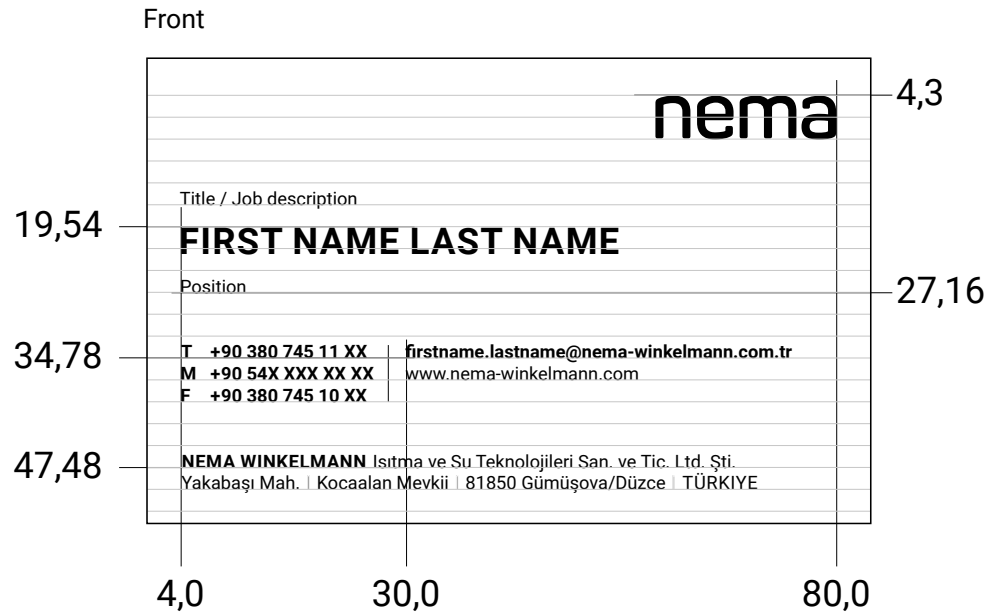 Front
4,3
nema
Title / Job description
19,54
FIRST NAME LAST NAME
Position
27,16
34,78
T +90 380 745 11 XX
M +90 54X XXX XX XX
F +90 380 745 10 XX
firstname.lastname@nema-winkelmann.com.tr
www.nema-winkelmann.com
47,48
NEMA WINKELMANN Isıtma ve Su Teknolojileri San. ve Tic. Ltd. Şti.
Yakabaşı Mah. | Kocaalan Mevkii | 81850 Gümüşova/Düzce | TÜRKIYE
4,0
30,0
80,0